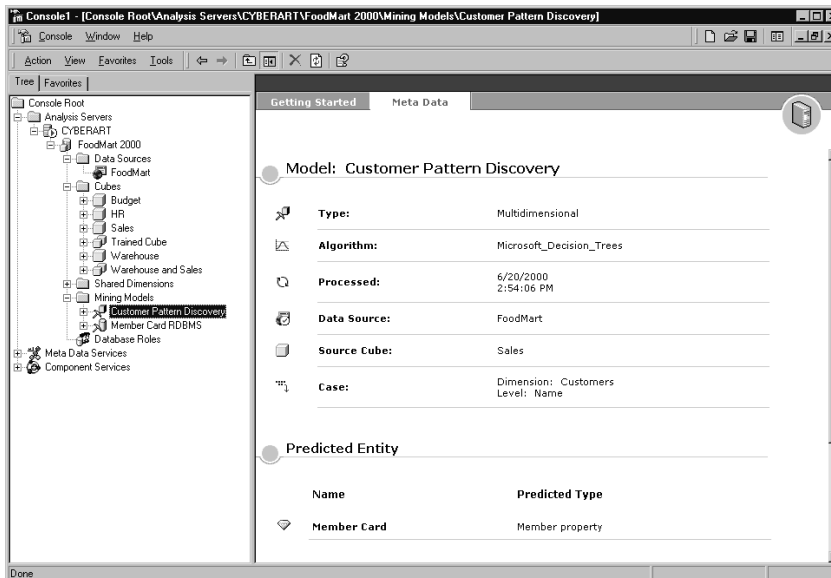 Console1 - [Console Root\Analysis Servers\CYBERART\FoodMart 2000\Mining Models\Customer Pattern Discovery]
Console Window Help
Action View Favorites Tools
Tree Favorites
Console Root
Analysis Servers
CYBERART
FoodMart 2000
Data Sources
FoodMart
Cubes
Budget
HR
Sales
Trained Cube
Warehouse
Warehouse and Sales
Shared Dimensions
Mining Models
Customer Pattern Discovery
Member Card RDBMS
Database Roles
Meta Data Services
Component Services
Getting Started Meta Data
Model: Customer Pattern Discovery
Type: Multidimensional
Algorithm: Microsoft_Decision_Trees
Processed: 6/20/2000
2:54:06 PM
Data Source: FoodMart
Source Cube: Sales
Case: Dimension: Customers
Level: Name
Predicted Entity
Name Predicted Type
Member Card Member property
Done